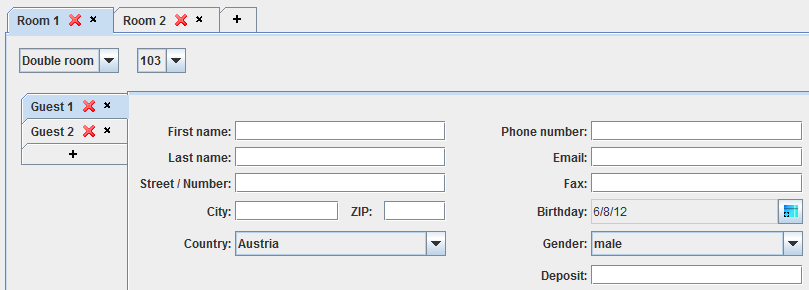 Room 1 Room 2 +
Double room 103
Guest 1
Guest 2
+
First name: Phone number:
Last name: Email:
Street / Number: Fax:
City: ZIP: Birthday: 6/8/12
Country: Austria Gender: male
Deposit: